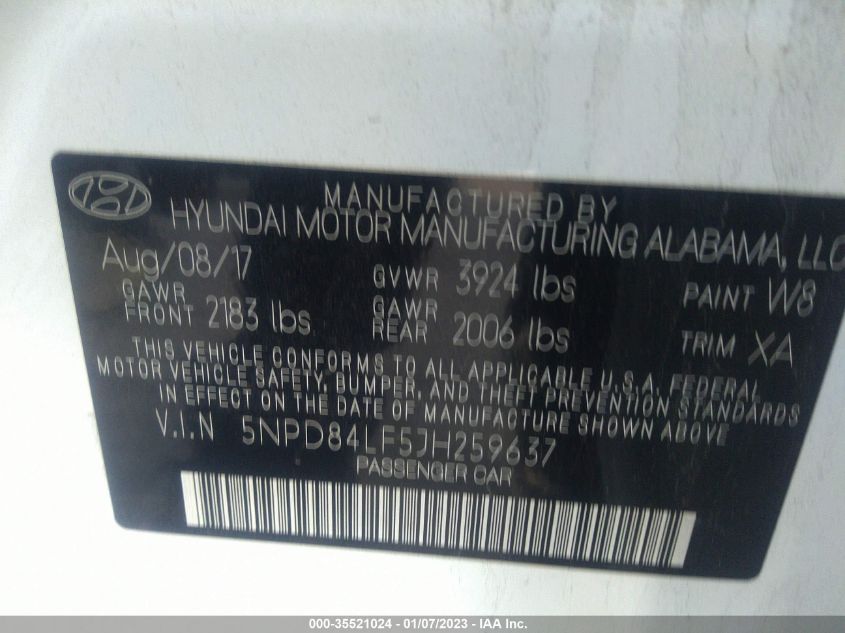 MANUFACTURED BY
HYUNDAI MOTOR MANUFACTURING ALABAMA, LLC
Aug/08/17 GVWR 3924 lbs PAINT W8
GAWR FRONT 2183 lbs GAWR REAR 2006 lbs TRIM XA
THIS VEHICLE CONFORMS TO ALL APPLICABLE U.S.A. FEDERAL
MOTOR VEHICLE SAFETY, BUMPER, AND THEFT PREVENTION STANDARDS
IN EFFECT ON THE DATE OF MANUFACTURE SHOWN ABOVE
V.I.N 5NPD84LF5JH259637
PASSENGER CAR
000-35521024 - 01/07/2023 - IAA Inc.